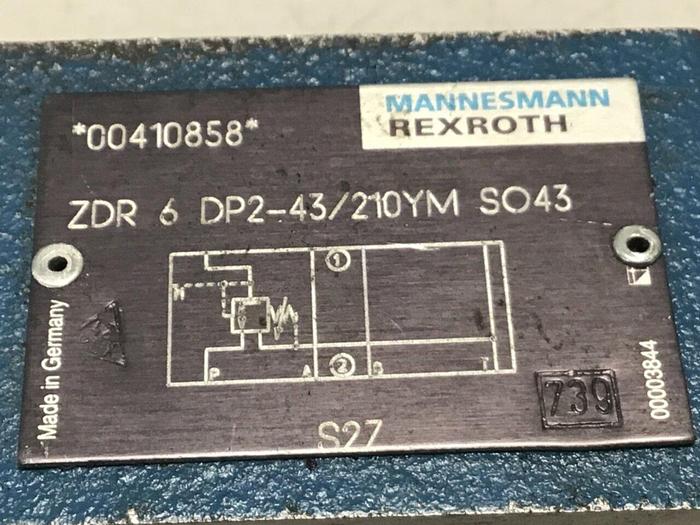 MANNESMANN
REXROTH
*00410858*
ZDR 6 DP2-43/210YM SO43
1
M
P A 2 B T
Made in Germany
739
00003844
S27